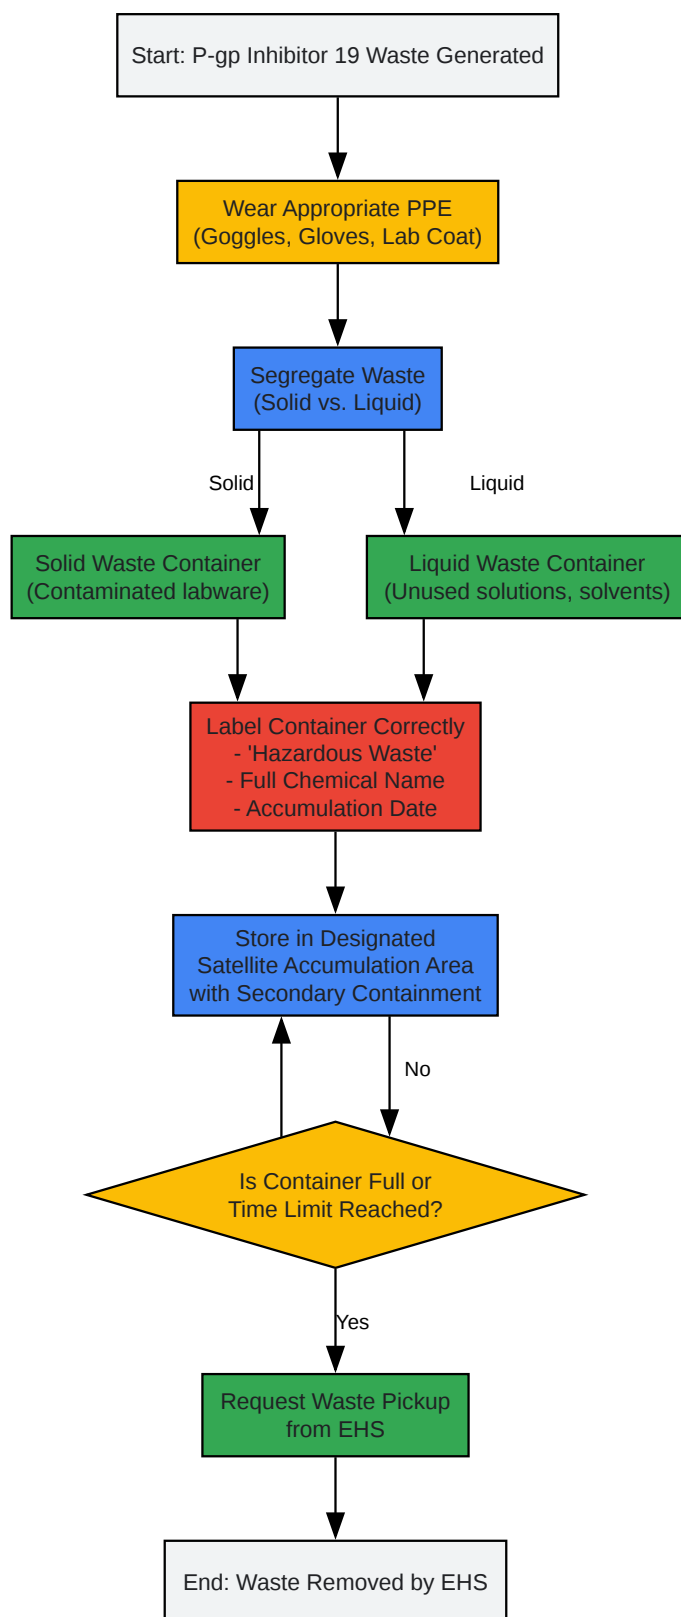 Start: P-gp Inhibitor 19 Waste Generated
Wear Appropriate PPE
(Goggles, Gloves, Lab Coat)
Segregate Waste
(Solid vs. Liquid)
Solid
Liquid
Solid Waste Container
(Contaminated labware)
Liquid Waste Container
(Unused solutions, solvents)
Label Container Correctly
- 'Hazardous Waste'
- Full Chemical Name
- Accumulation Date
Store in Designated
Satellite Accumulation Area
with Secondary Containment
No
Is Container Full or
Time Limit Reached?
Yes
Request Waste Pickup
from EHS
End: Waste Removed by EHS